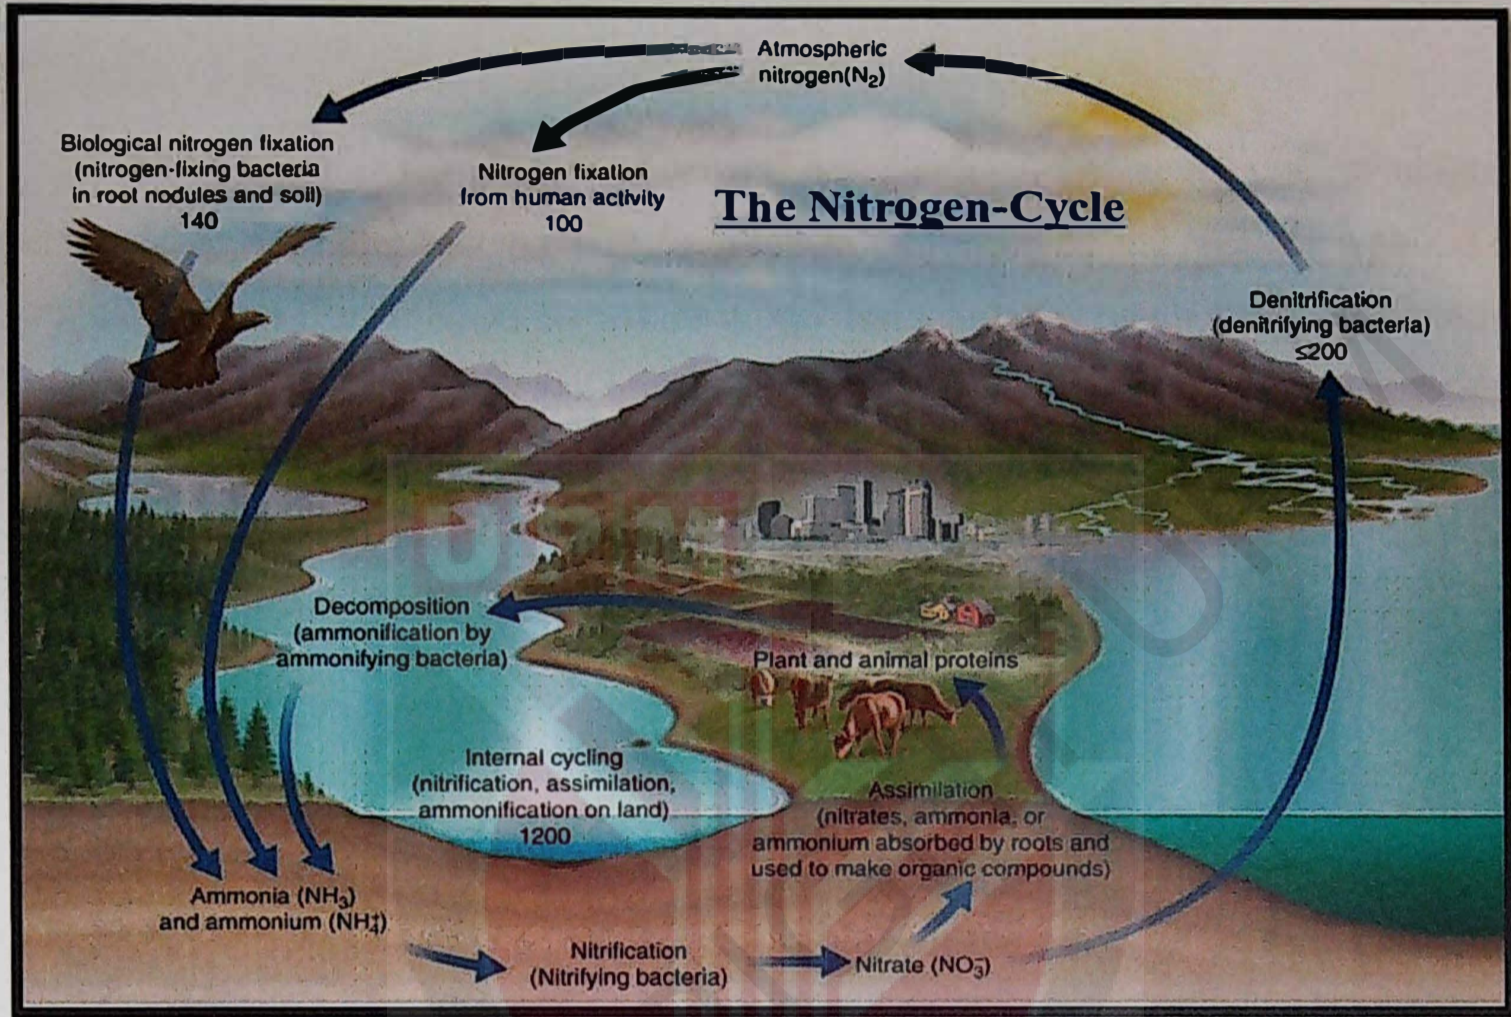 Atmospheric
nitrogen(N₂)
Biological nitrogen fixation
(nitrogen-fixing bacteria
in root nodules and soil)
140
Nitrogen fixation
from human activity
100
The Nitrogen-Cycle
Denitrification
(denitrifying bacteria)
≤200
UPM
UPM
Decomposition
(ammonification by
ammonifying bacteria)
Plant and animal proteins
Internal cycling
(nitrification, assimilation,
ammonification on land)
1200
Assimilation
(nitrates, ammonia, or
ammonium absorbed by roots and
used to make organic compounds)
Ammonia (NH₃)
and ammonium (NH₄⁺)
Nitrification
(Nitrifying bacteria)
Nitrate (NO₃⁻)